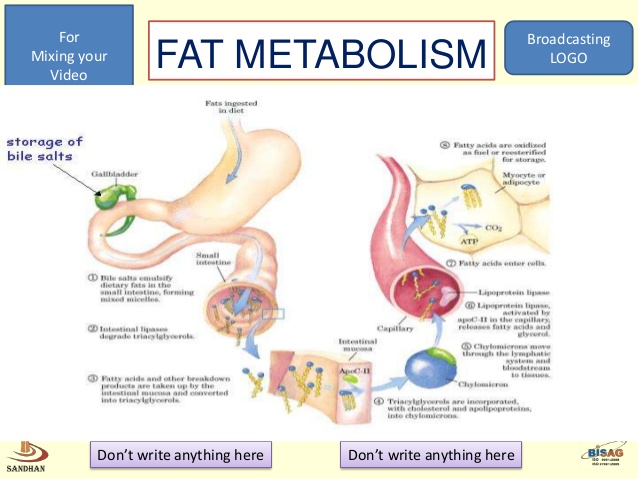 For
Mixing your
Video
FAT METABOLISM
Broadcasting
LOGO
Fats ingested
in diet
storage of
bile salts
Gallbladder
Small
intestine
① Bile salts emulsify
dietary fats in the
small intestine, forming
mixed micelles.
② Intestinal lipases
degrade triacylglycerols.
③ Fatty acids and other breakdown
products are taken up by the
intestinal mucosa and converted
into triacylglycerols.
Intestinal
mucosa
ApoC-II
④ Triacylglycerols are incorporated,
with cholesterol and apolipoproteins,
into chylomicrons.
Chylomicron
⑤ Chylomicrons move
through the lymphatic
system and
bloodstream
to tissues.
Capillary
⑥ Lipoprotein lipase,
activated by
apoC-II in the capillary,
releases fatty acids and
glycerol.
Lipoprotein lipase
⑦ Fatty acids enter cells.
ATP
CO2
Myocyte or
adipocyte
⑧ Fatty acids are oxidized
as fuel or reesterified
for storage.
SANDHAN
Don't write anything here
Don't write anything here
BISAG